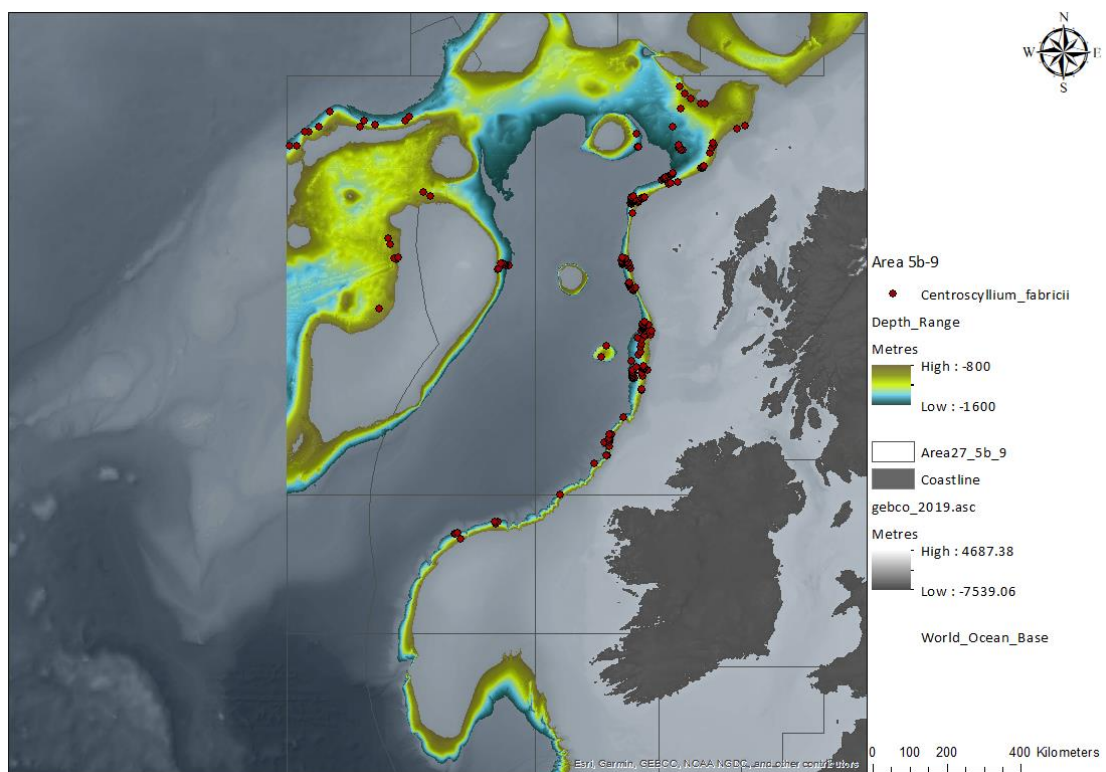 N
W E
S
Area 5b-9
Centroscyllium_fabricii
Depth_Range
Metres
High : -800
Low : -1600
Area27_5b_9
Coastline
gebco_2019.asc
Metres
High : 4687.38
Low : -7539.06
World_Ocean_Base
0 100 200 400 Kilometers
Esri, Garmin, GEBCO, NOAA NGDC, and other contributors